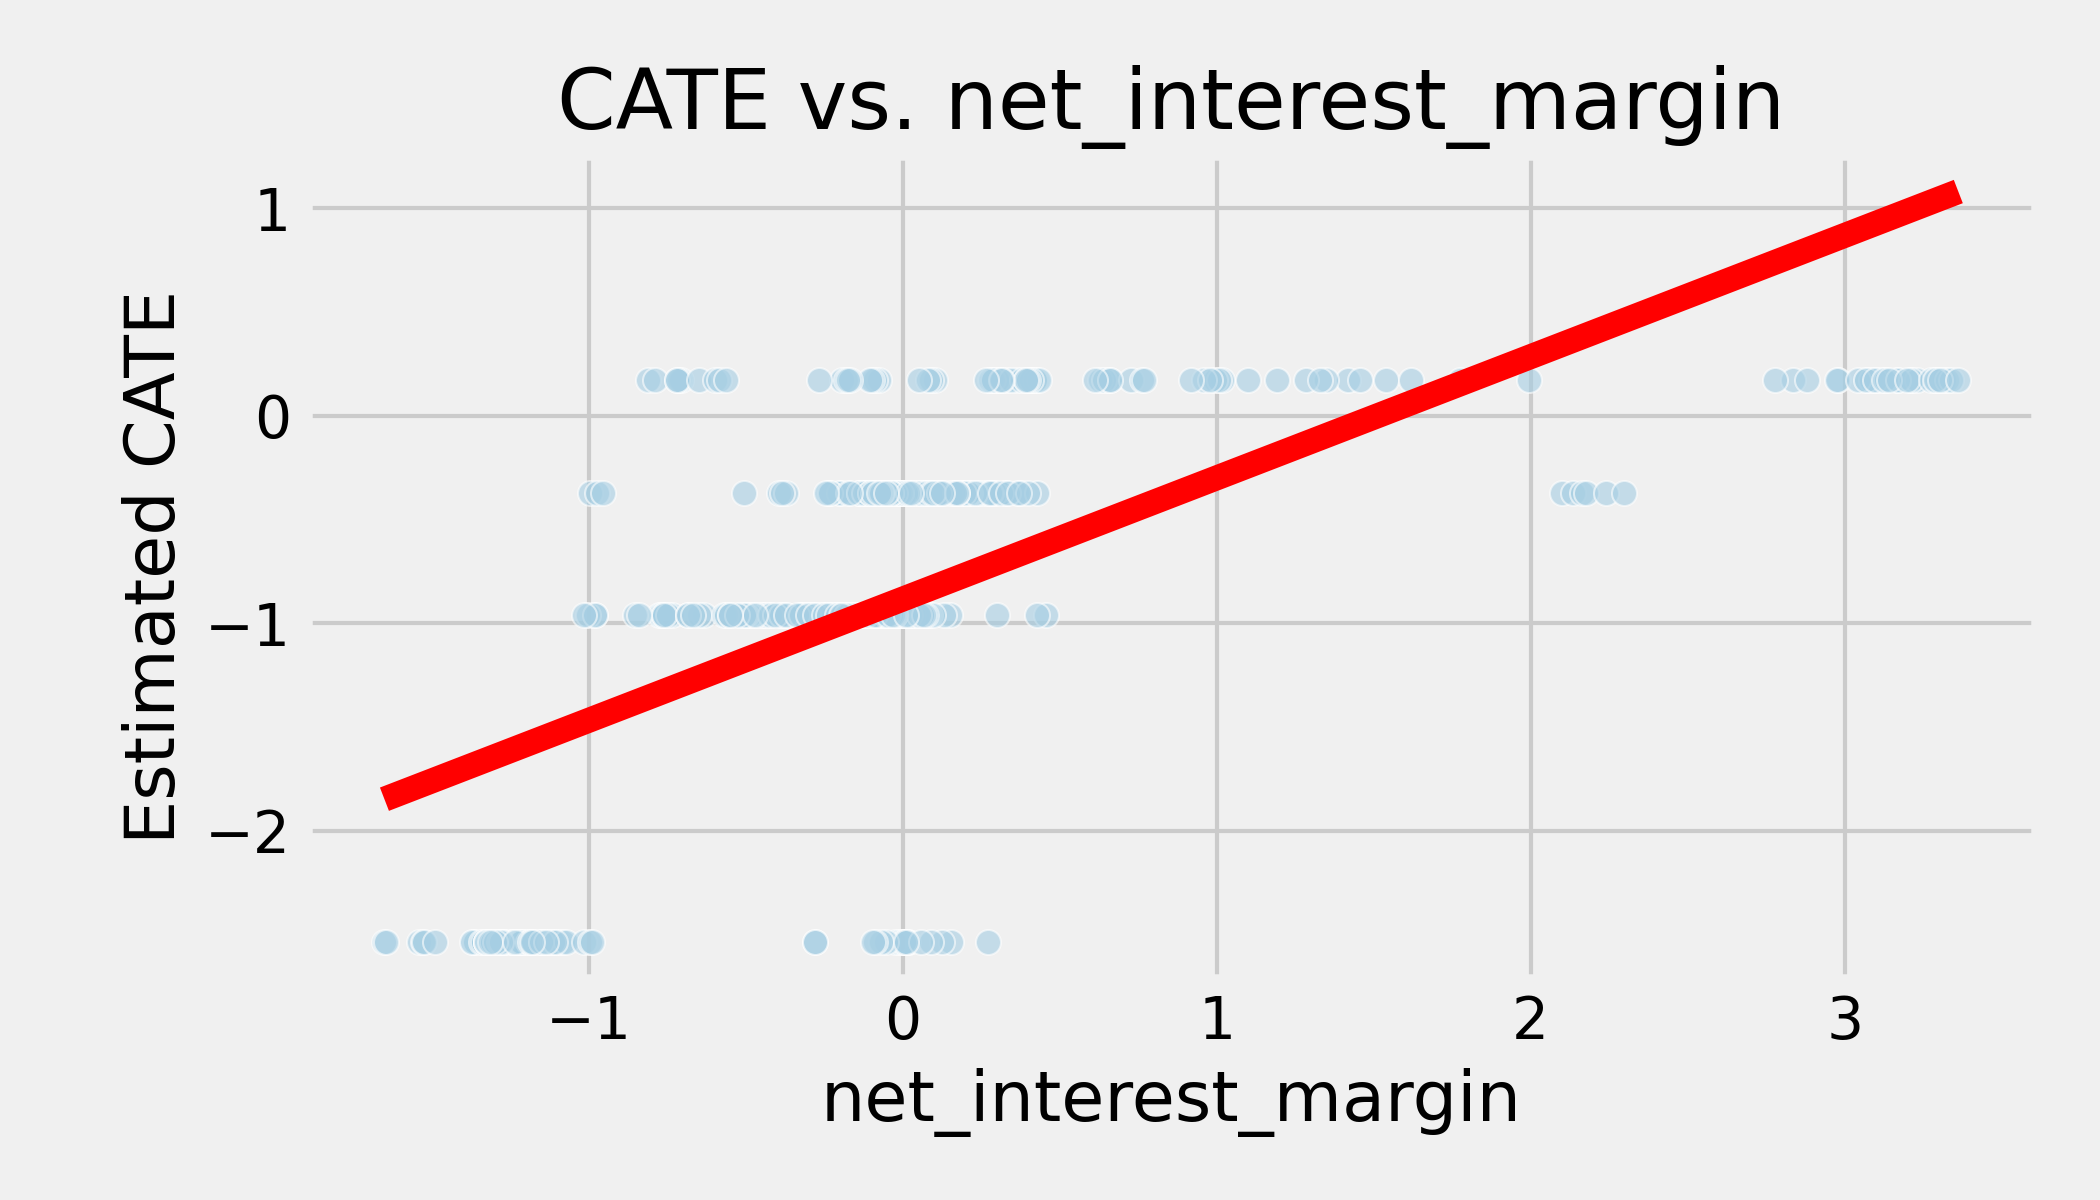 CATE vs. net_interest_margin
1
0
−1
−2
Estimated CATE
−1 0 1 2 3
net_interest_margin